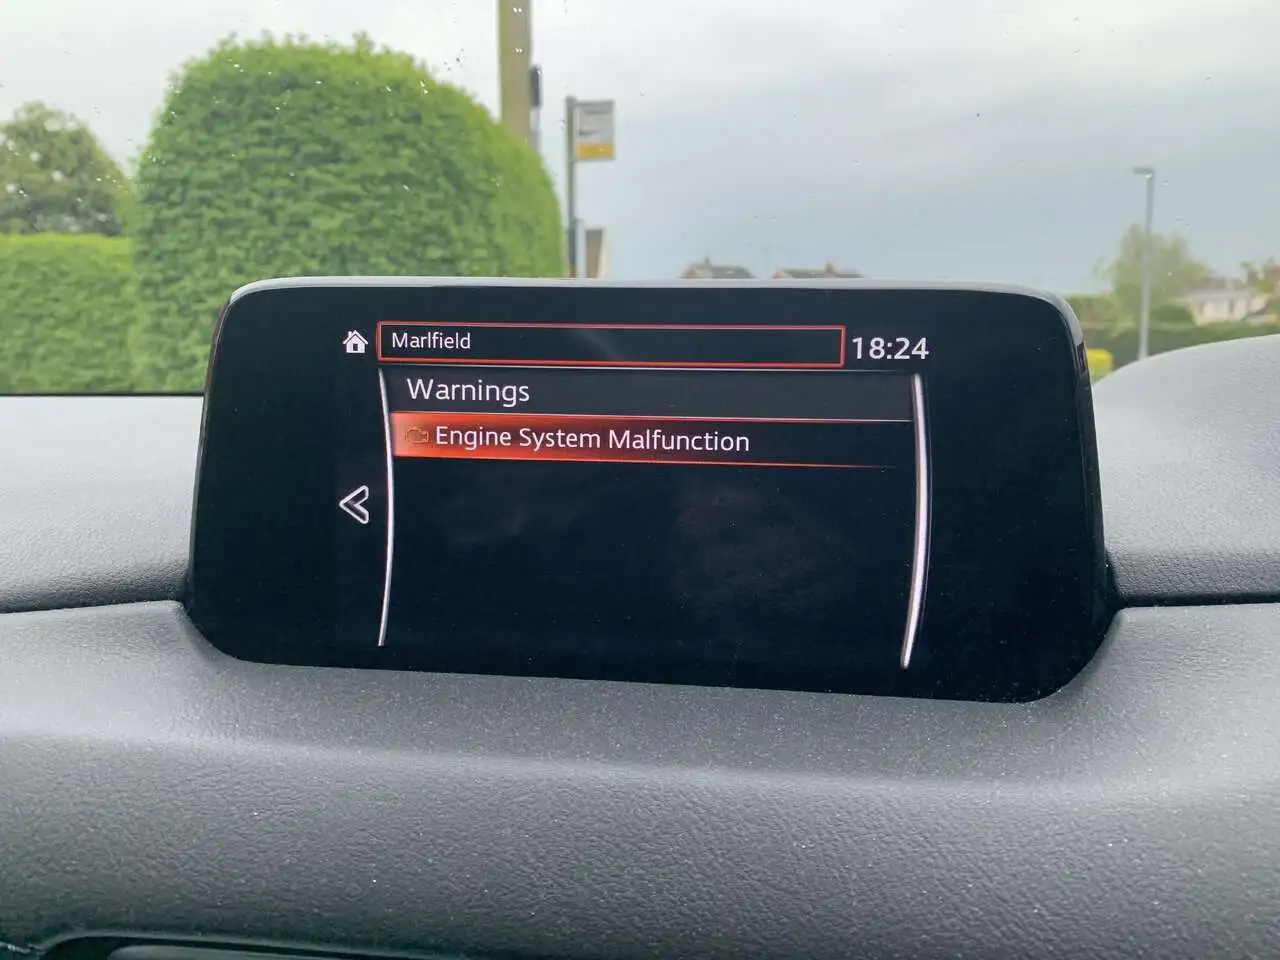 Marlfield
18:24
Warnings
Engine System Malfunction